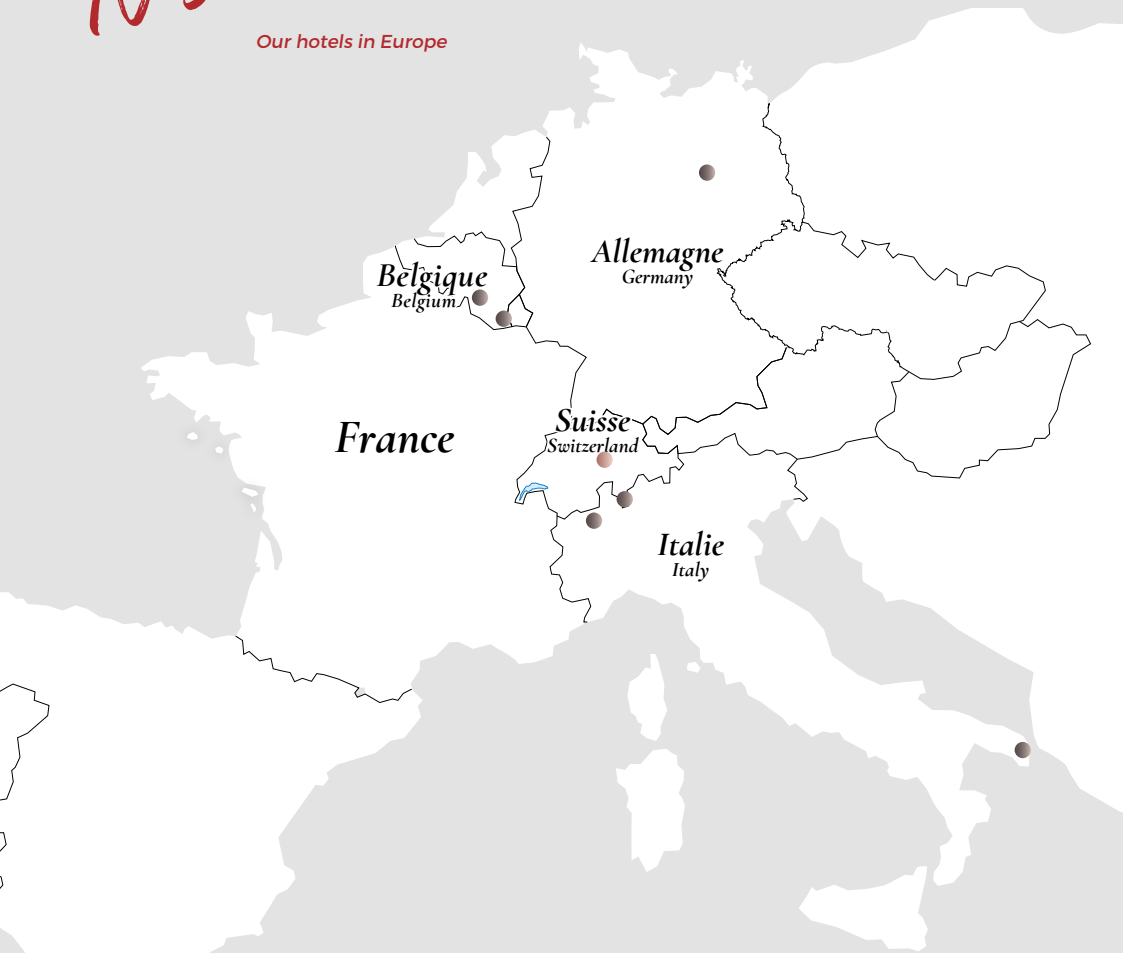 Our hotels in Europe
Allemagne
Germany
Belgique
Belgium
Suisse
Switzerland
France
Italie
Italy